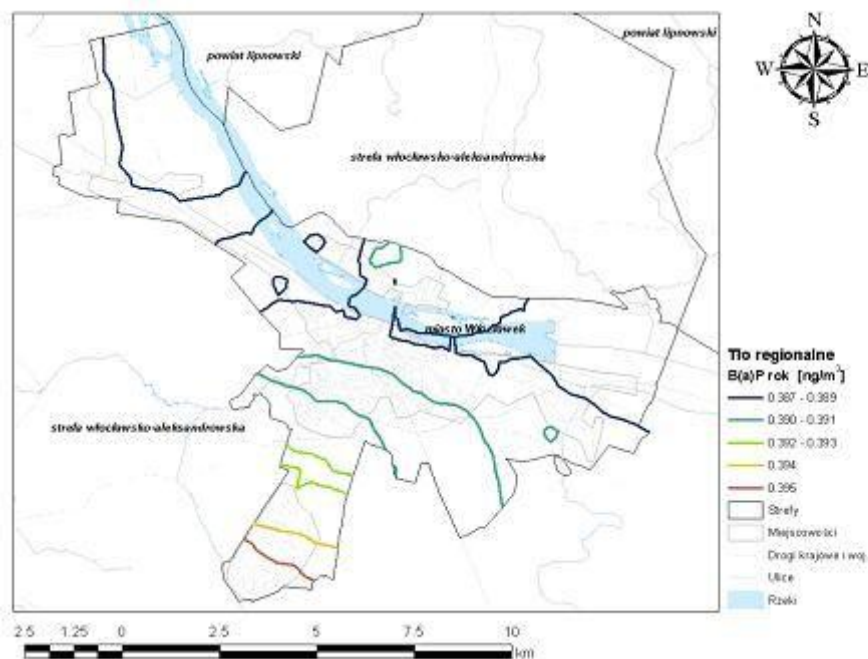 N
powiat lipnowski
powiat lipnowski
W
E
S
strefa włocławsko-aleksandrowska
miasto Włocławek
strefa włocławsko-aleksandrowska
Tło regionalne
B(a)P rok [ng/m³]
0.387 - 0.389
0.390 - 0.391
0.392 - 0.393
0.394
0.395
Strefy
Miejscowości
Drogi krajowe i woj
Ulice
Rzeki
2.5 1.25 0 2.5 5 7.5 10
km